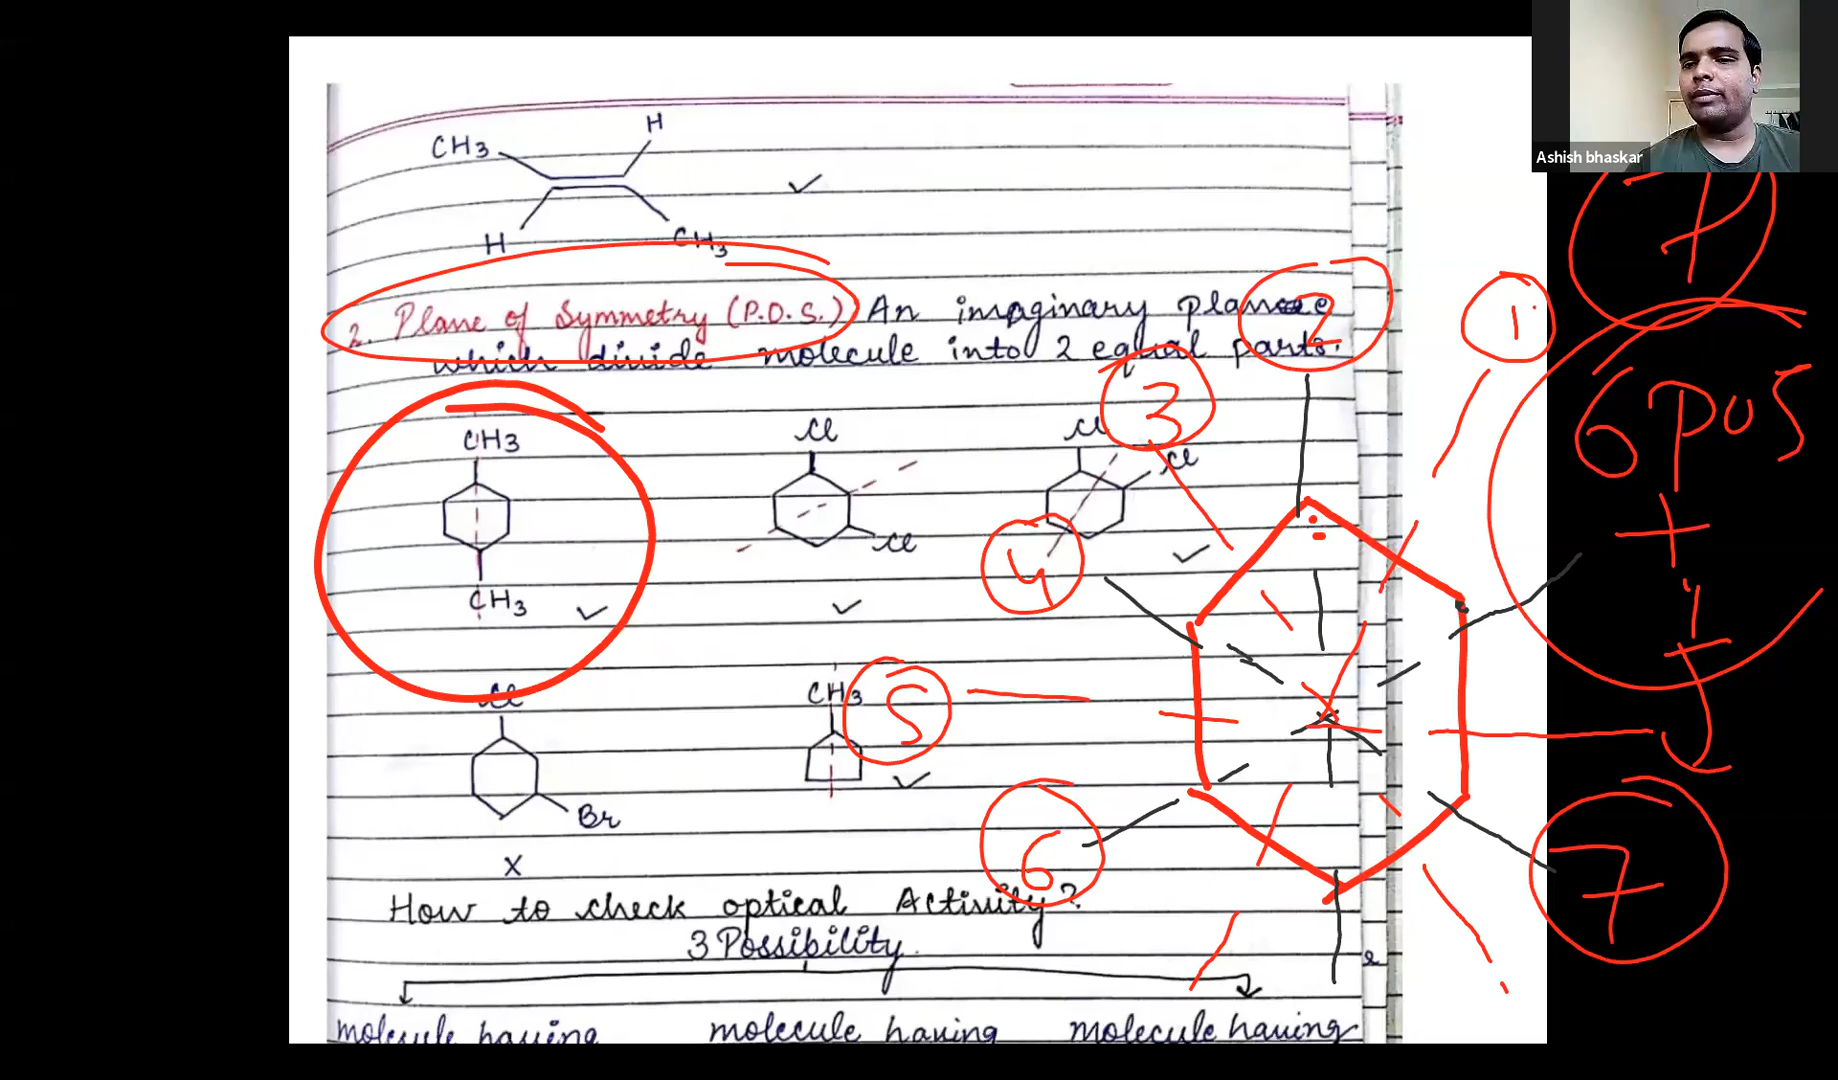 Ashish bhaskar
CH3 H
H CH3
2. Plane of Symmetry (P.O.S.) An imaginary plane
which divide molecule into 2 equal parts.
1
2
3
4
5
6
7
7
6 POS
+
1
CH3
CH3
Cl
Cl
Cl
Cl
Cl
Br
X
CH3
How to check optical Activity?
3 Possibility
molecule having molecule having molecule having